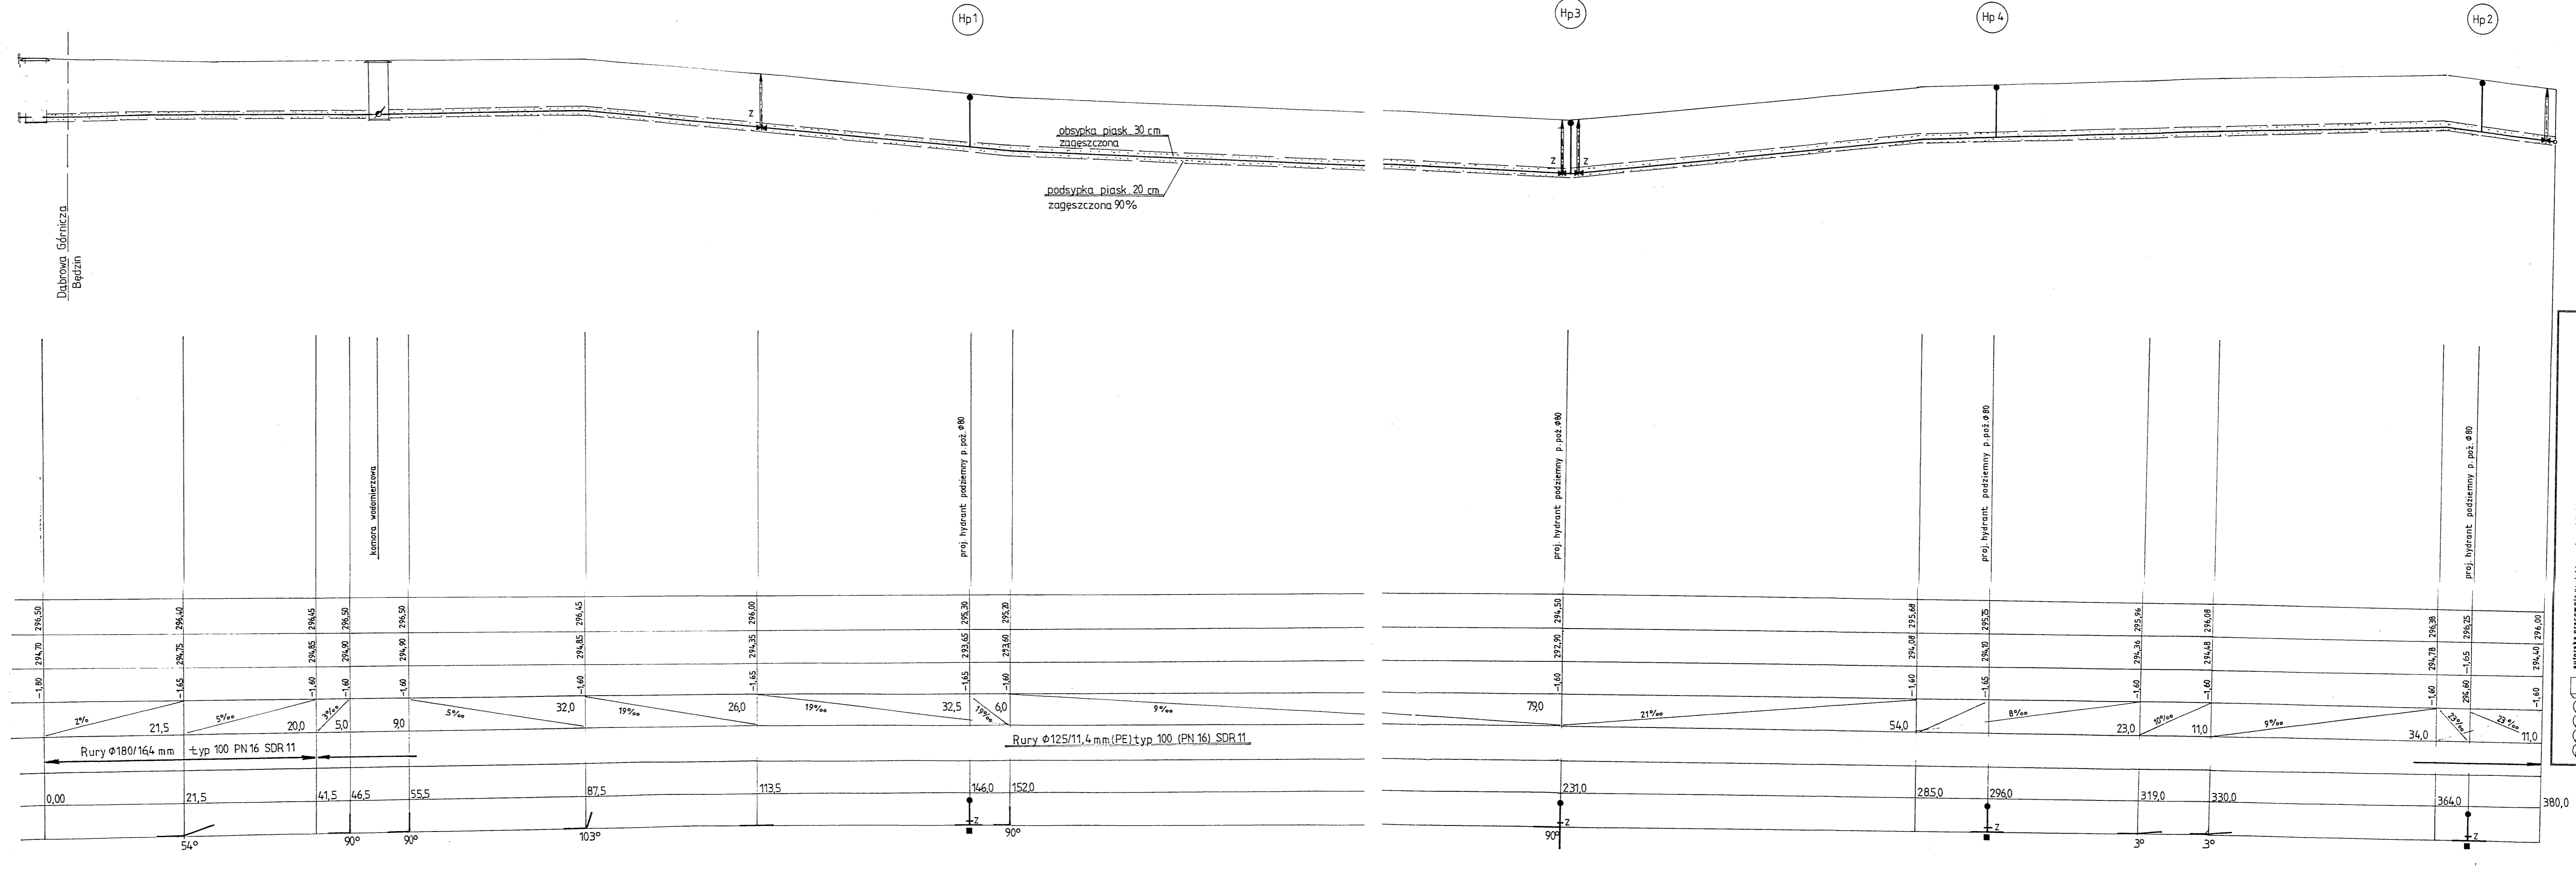 Hp1
Hp3
Hp4
Hp2
z
z
z
obsypka piask. 30 cm
zagęszczona
podsypka piask. 20 cm
zagęszczona 90%
Dąbrowa Górnicza
Będzin
komora wodomierzowa
proj. hydrant podziemny p.poż. Φ80
proj. hydrant podziemny p.poż. Φ80
proj. hydrant podziemny p.poż. Φ80
proj. hydrant podziemny p.poż. Φ80
296,50 296,40 296,45 296,50 296,50 296,45 296,00 295,30 295,20 294,50 295,68 295,75 295,96 296,08 296,38 296,25 296,00
294,70 294,75 294,85 294,90 294,90 294,85 294,35 293,65 293,60 292,90 294,08 294,10 294,36 294,48 294,78 294,60 294,40
-1,80 -1,65 -1,60 -1,60 -1,60 -1,60 -1,65 -1,65 -1,60 -1,60 -1,60 -1,65 -1,60 -1,60 -1,60 -1,65 -1,60
2‰ 5‰ 3‰ 5‰ 19‰ 19‰ 19‰ 9‰ 21‰ 8‰ 10‰ 9‰ 23‰ 23‰
21,5 20,0 5,0 9,0 32,0 26,0 32,5 6,0 79,0 54,0 23,0 11,0 34,0 11,0
Rury Φ180/16,4 mm typ 100 PN 16 SDR 11
Rury Φ125/11,4 mm (PE) typ 100 (PN 16) SDR 11
0,00 21,5 41,5 46,5 55,5 87,5 113,5 146,0 152,0 231,0 285,0 296,0 319,0 330,0 364,0 380,0
z z z z
54° 90° 90° 103° 90° 90° 3° 3°